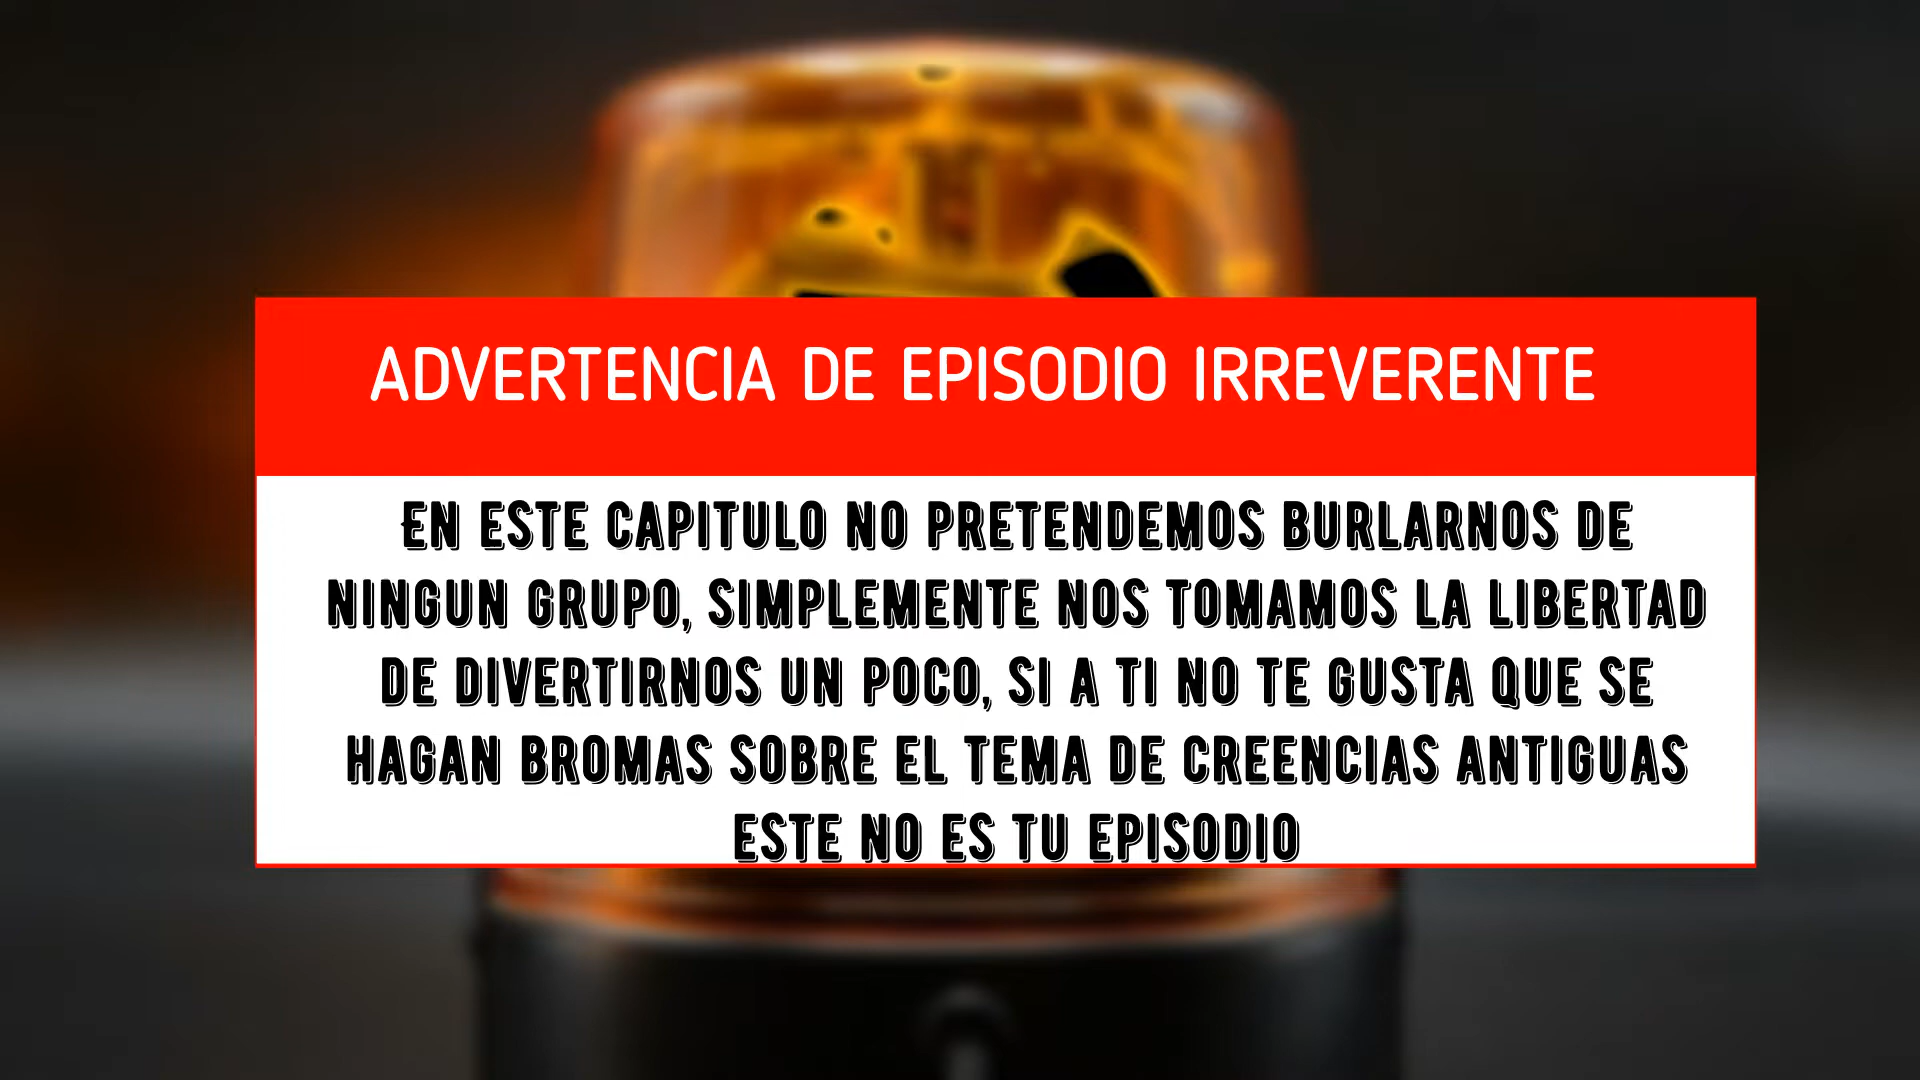 ADVERTENCIA DE EPISODIO IRREVERENTE
EN ESTE CAPITULO NO PRETENDEMOS BURLARNOS DE
NINGUN GRUPO, SIMPLEMENTE NOS TOMAMOS LA LIBERTAD
DE DIVERTIRNOS UN POCO, SI A TI NO TE GUSTA QUE SE
HAGAN BROMAS SOBRE EL TEMA DE CREENCIAS ANTIGUAS
ESTE NO ES TU EPISODIO